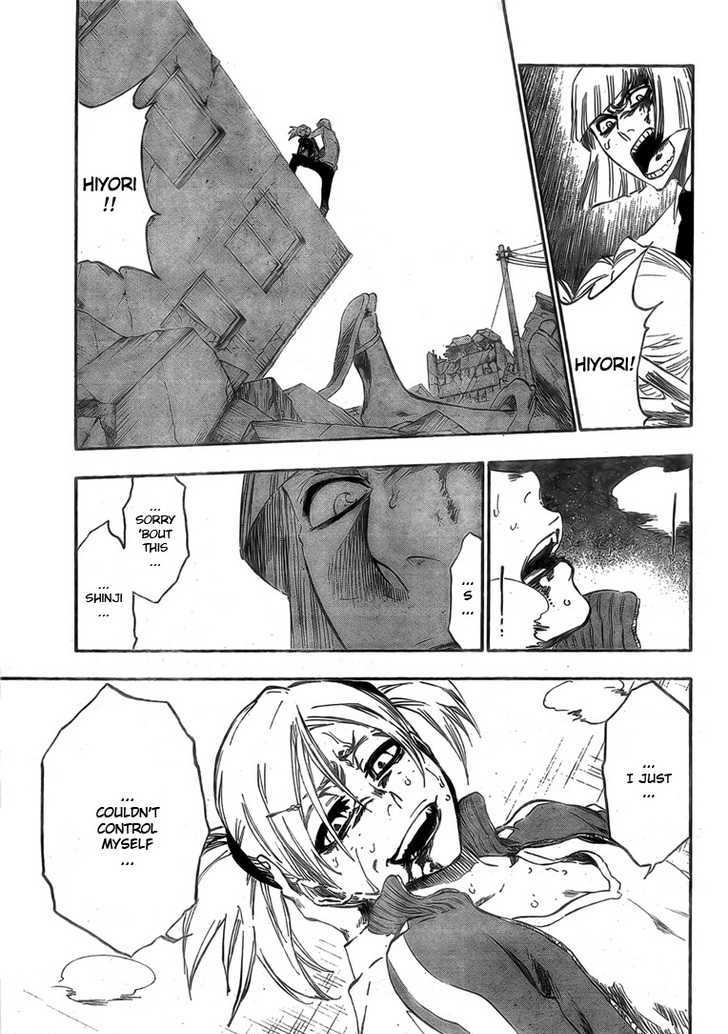 HIYORI!
HIYORI
!!
...
S
...
...
SORRY
'BOUT
THIS
...
...
SHINJI
...
...
I JUST
...
...
COULDN'T
CONTROL
MYSELF
...